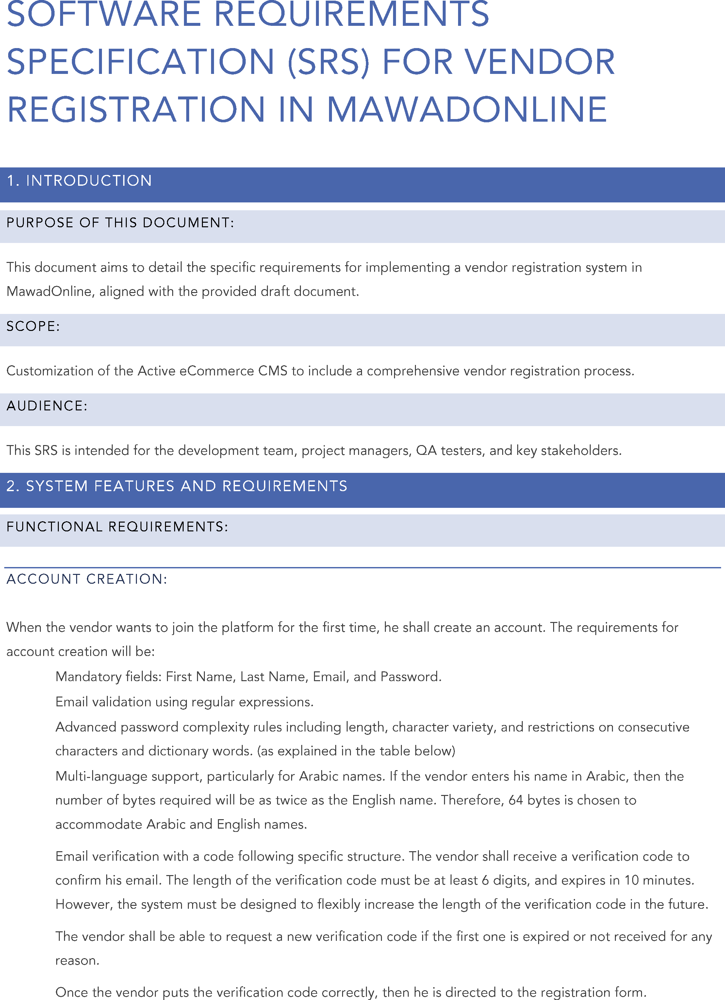 SOFTWARE REQUIREMENTS
SPECIFICATION (SRS) FOR VENDOR
REGISTRATION IN MAWADONLINE
1. INTRODUCTION
PURPOSE OF THIS DOCUMENT:
This document aims to detail the specific requirements for implementing a vendor registration system in
MawadOnline, aligned with the provided draft document.
SCOPE:
Customization of the Active eCommerce CMS to include a comprehensive vendor registration process.
AUDIENCE:
This SRS is intended for the development team, project managers, QA testers, and key stakeholders.
2. SYSTEM FEATURES AND REQUIREMENTS
FUNCTIONAL REQUIREMENTS:
ACCOUNT CREATION:
When the vendor wants to join the platform for the first time, he shall create an account. The requirements for
account creation will be:
Mandatory fields: First Name, Last Name, Email, and Password.
Email validation using regular expressions.
Advanced password complexity rules including length, character variety, and restrictions on consecutive
characters and dictionary words. (as explained in the table below)
Multi-language support, particularly for Arabic names. If the vendor enters his name in Arabic, then the
number of bytes required will be as twice as the English name. Therefore, 64 bytes is chosen to
accommodate Arabic and English names.
Email verification with a code following specific structure. The vendor shall receive a verification code to
confirm his email. The length of the verification code must be at least 6 digits, and expires in 10 minutes.
However, the system must be designed to flexibly increase the length of the verification code in the future.
The vendor shall be able to request a new verification code if the first one is expired or not received for any
reason.
Once the vendor puts the verification code correctly, then he is directed to the registration form.